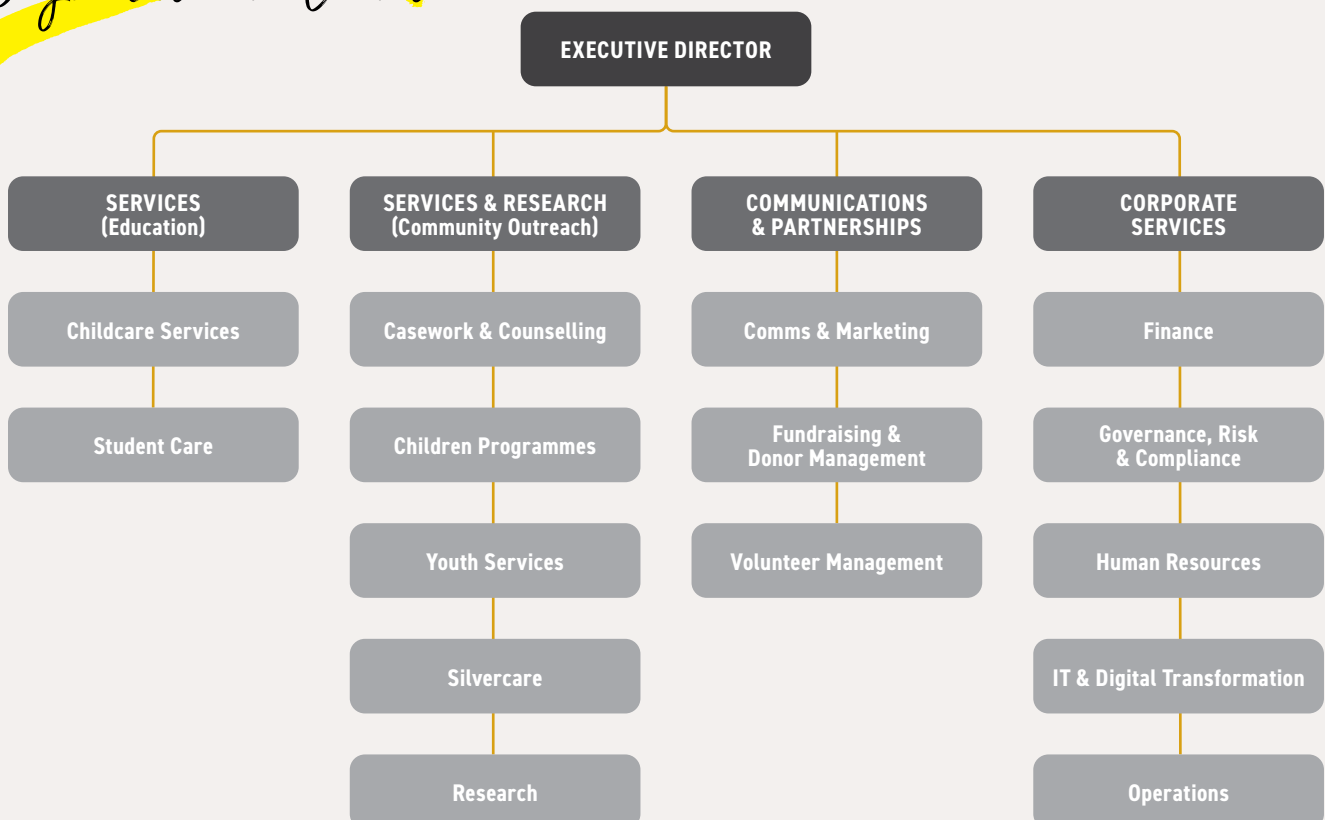 EXECUTIVE DIRECTOR
SERVICES
(Education)
Childcare Services
Student Care
SERVICES & RESEARCH
(Community Outreach)
Casework & Counselling
Children Programmes
Youth Services
Silvercare
Research
COMMUNICATIONS
& PARTNERSHIPS
Comms & Marketing
Fundraising &
Donor Management
Volunteer Management
CORPORATE
SERVICES
Finance
Governance, Risk
& Compliance
Human Resources
IT & Digital Transformation
Operations